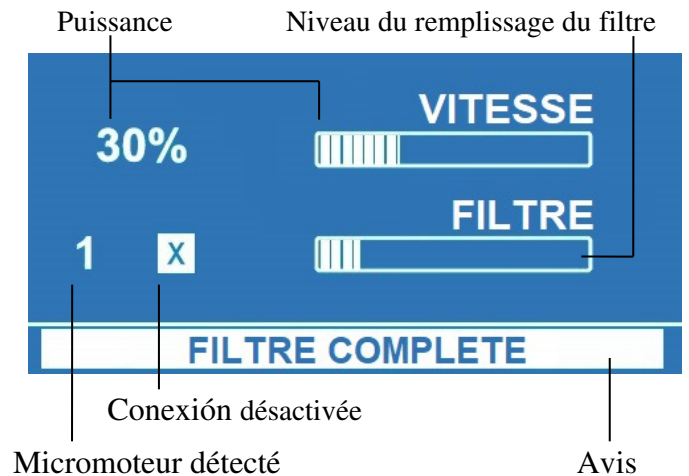 Puissance
Niveau du remplissage du filtre
VITESSE
30%
FILTRE
1 X
FILTRE COMPLETE
Conexión désactivée
Micromoteur détecté
Avis